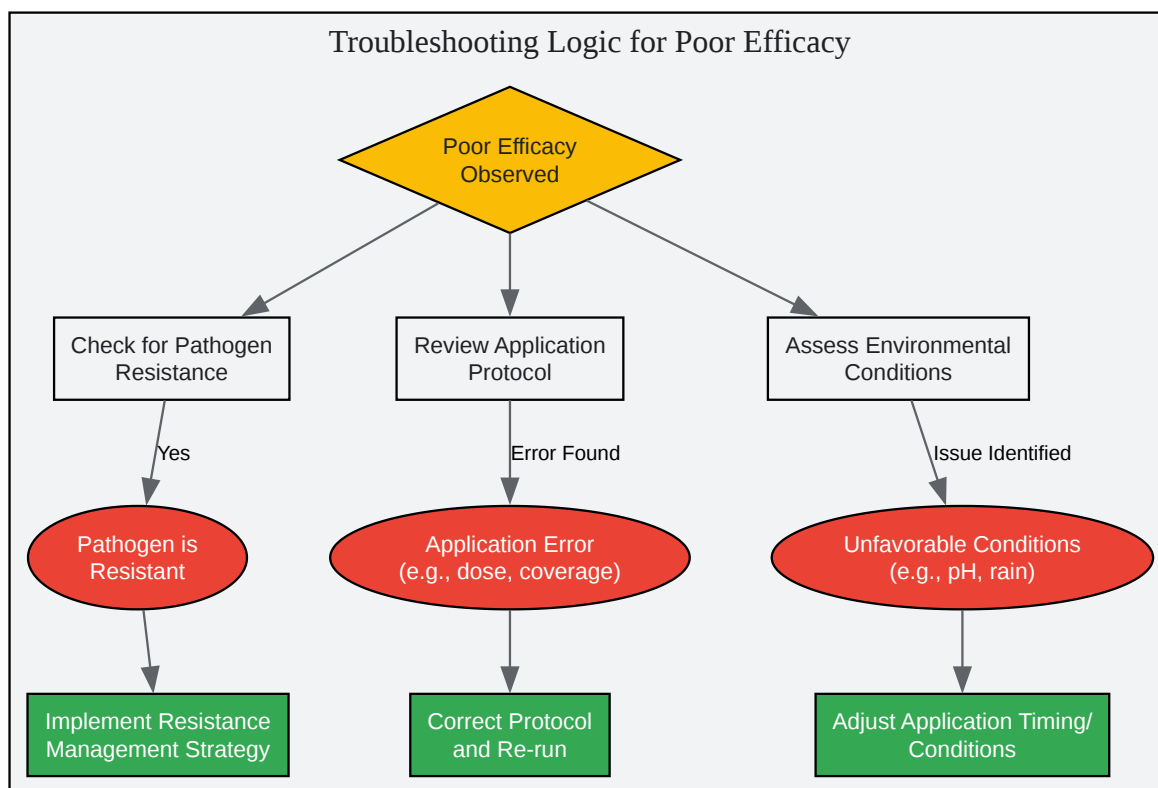 Troubleshooting Logic for Poor Efficacy
Poor Efficacy
Observed
Check for Pathogen
Resistance
Review Application
Protocol
Assess Environmental
Conditions
Yes
Error Found
Issue Identified
Pathogen is
Resistant
Application Error
(e.g., dose, coverage)
Unfavorable Conditions
(e.g., pH, rain)
Implement Resistance
Management Strategy
Correct Protocol
and Re-run
Adjust Application Timing/
Conditions